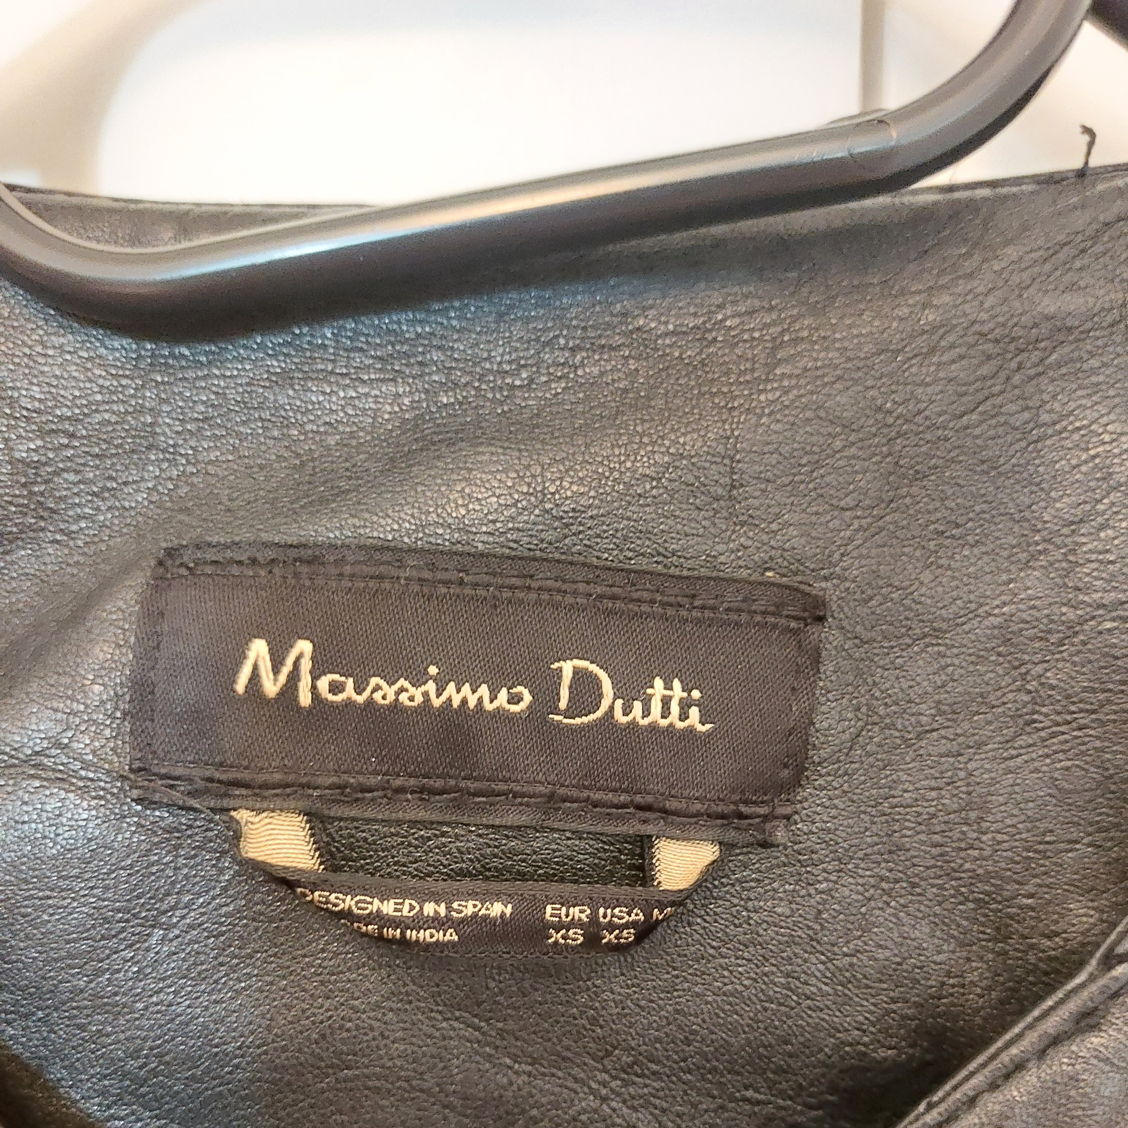 Massimo Dutti
DESIGNED IN SPAIN EUR USA
IN INDIA XS XS